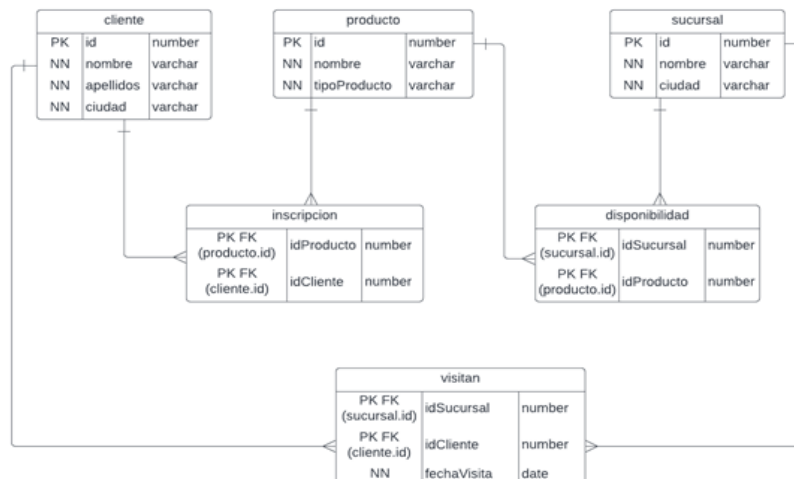 cliente
PK id number
NN nombre varchar
NN apellidos varchar
NN ciudad varchar
producto
PK id number
NN nombre varchar
NN tipoProducto varchar
sucursal
PK id number
NN nombre varchar
NN ciudad varchar
inscripcion
PK FK
(producto.id) idProducto number
PK FK
(cliente.id) idCliente number
disponibilidad
PK FK
(sucursal.id) idSucursal number
PK FK
(producto.id) idProducto number
visitan
PK FK
(sucursal.id) idSucursal number
PK FK
(cliente.id) idCliente number
NN fechaVisita date